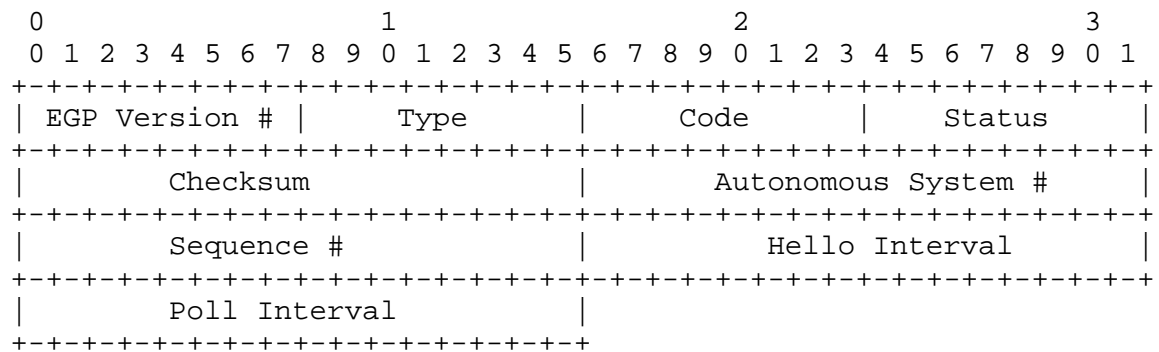 0                   1                   2                   3
 0 1 2 3 4 5 6 7 8 9 0 1 2 3 4 5 6 7 8 9 0 1 2 3 4 5 6 7 8 9 0 1
+-+-+-+-+-+-+-+-+-+-+-+-+-+-+-+-+-+-+-+-+-+-+-+-+-+-+-+-+-+-+-+-+
| EGP Version # |     Type      |     Code      |    Status     |
+-+-+-+-+-+-+-+-+-+-+-+-+-+-+-+-+-+-+-+-+-+-+-+-+-+-+-+-+-+-+-+-+
|        Checksum               |       Autonomous System #     |
+-+-+-+-+-+-+-+-+-+-+-+-+-+-+-+-+-+-+-+-+-+-+-+-+-+-+-+-+-+-+-+-+
|        Sequence #             |          Hello Interval       |
+-+-+-+-+-+-+-+-+-+-+-+-+-+-+-+-+-+-+-+-+-+-+-+-+-+-+-+-+-+-+-+-+
|        Poll Interval          |
+-+-+-+-+-+-+-+-+-+-+-+-+-+-+-+-+